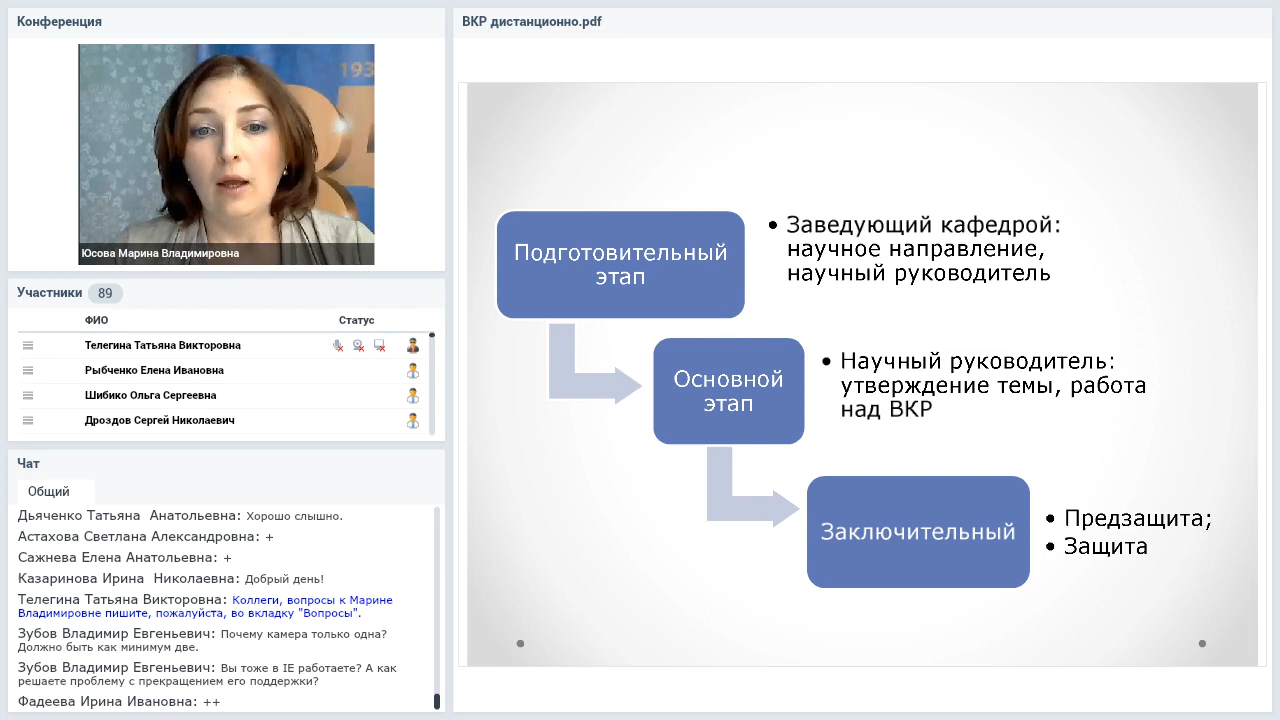 Конференция
193
Юсова Марина Владимировна
Участники 89
ФИО Статус
Телегина Татьяна Викторовна
Рыбченко Елена Ивановна
Шибико Ольга Сергеевна
Дроздов Сергей Николаевич
Чат
Общий
Дьяченко Татьяна Анатольевна: Хорошо слышно.
Астахова Светлана Александровна: +
Сажнева Елена Анатольевна: +
Казаринова Ирина Николаевна: Добрый день!
Телегина Татьяна Викторовна: Коллеги, вопросы к Марине
Владимировне пишите, пожалуйста, во вкладку "Вопросы".
Зубов Владимир Евгеньевич: Почему камера только одна?
Должно быть как минимум две.
Зубов Владимир Евгеньевич: Вы тоже в IE работаете? А как
решаете проблему с прекращением его поддержки?
Фадеева Ирина Ивановна: ++
ВКР дистанционно.pdf
Подготовительный
этап
• Заведующий кафедрой:
научное направление,
научный руководитель
Основной
этап
• Научный руководитель:
утверждение темы, работа
над ВКР
Заключительный
• Предзащита;
• Защита